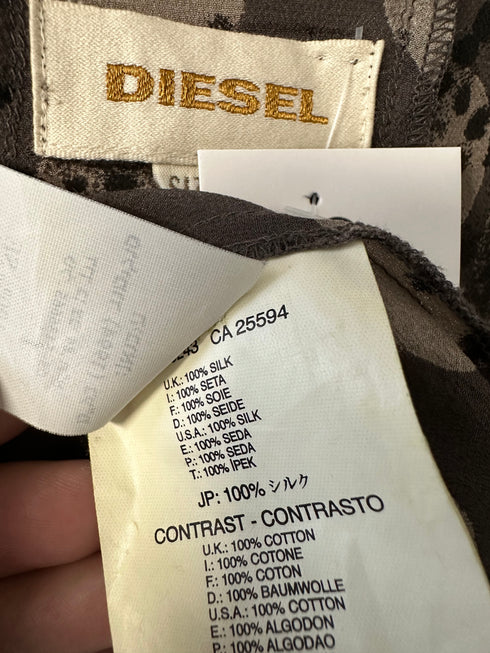 DIESEL
CA 25594
U.K.: 100% SILK
I.: 100% SETA
F.: 100% SOIE
D.: 100% SEIDE
U.S.A.: 100% SILK
E.: 100% SEDA
P.: 100% SEDA
T.: 100% İPEK
JP: 100% シルク
CONTRAST - CONTRASTO
U.K.: 100% COTTON
I.: 100% COTONE
F.: 100% COTON
D.: 100% BAUMWOLLE
U.S.A.: 100% COTTON
E.: 100% ALGODON
P.: 100% ALGODAO